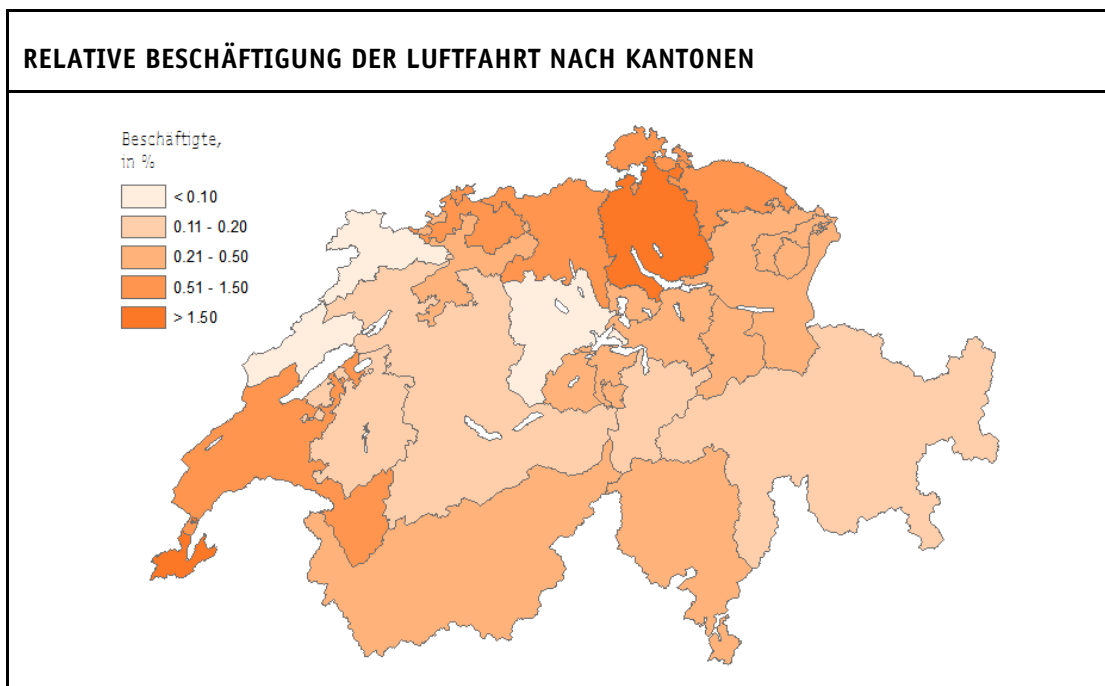 RELATIVE BESCHÄFTIGUNG DER LUFTFAHRT NACH KANTONEN
Beschäftigte,
in %
< 0.10
0.11 - 0.20
0.21 - 0.50
0.51 - 1.50
> 1.50